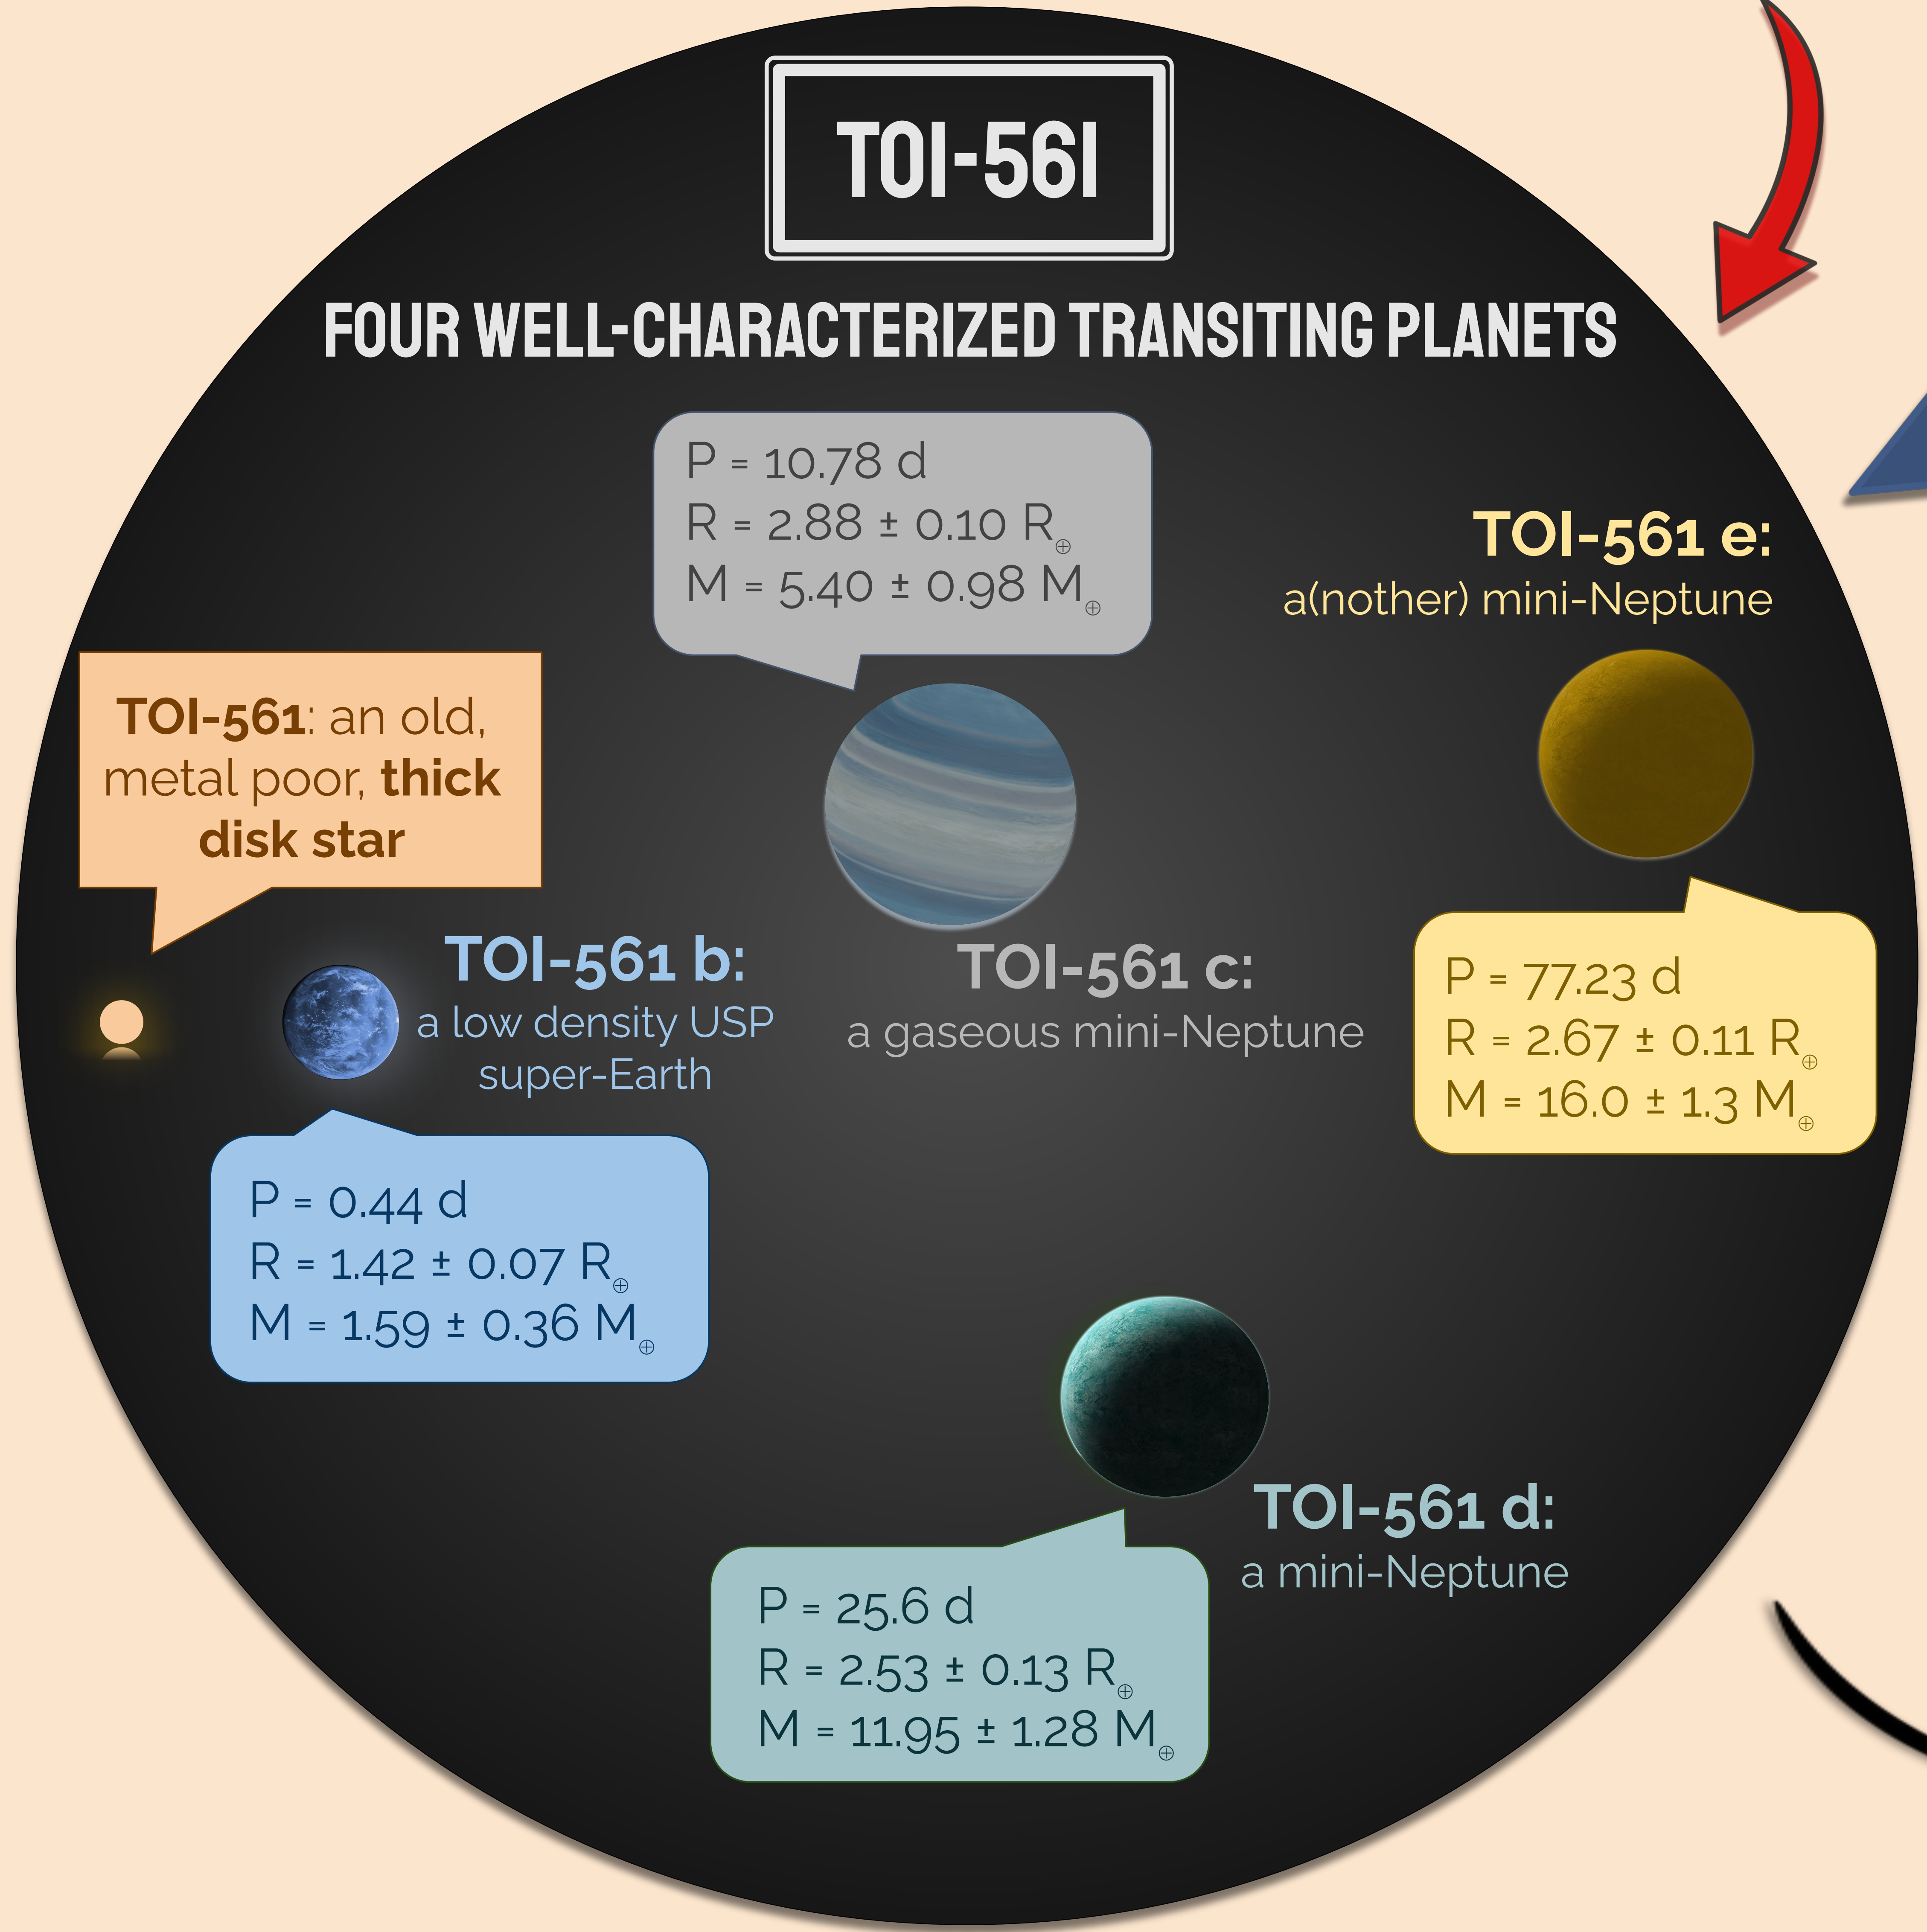 TOI-561
FOUR WELL-CHARACTERIZED TRANSITING PLANETS
P = 10.78 d
R = 2.88 ± 0.10 R⊕
M = 5.40 ± 0.98 M⊕
TOI-561 e:
a(nother) mini-Neptune
TOI-561: an old,
metal poor, thick
disk star
TOI-561 b:
a low density USP
super-Earth
TOI-561 c:
a gaseous mini-Neptune
P = 77.23 d
R = 2.67 ± 0.11 R⊕
M = 16.0 ± 1.3 M⊕
P = 0.44 d
R = 1.42 ± 0.07 R⊕
M = 1.59 ± 0.36 M⊕
TOI-561 d:
a mini-Neptune
P = 25.6 d
R = 2.53 ± 0.13 R⊕
M = 11.95 ± 1.28 M⊕